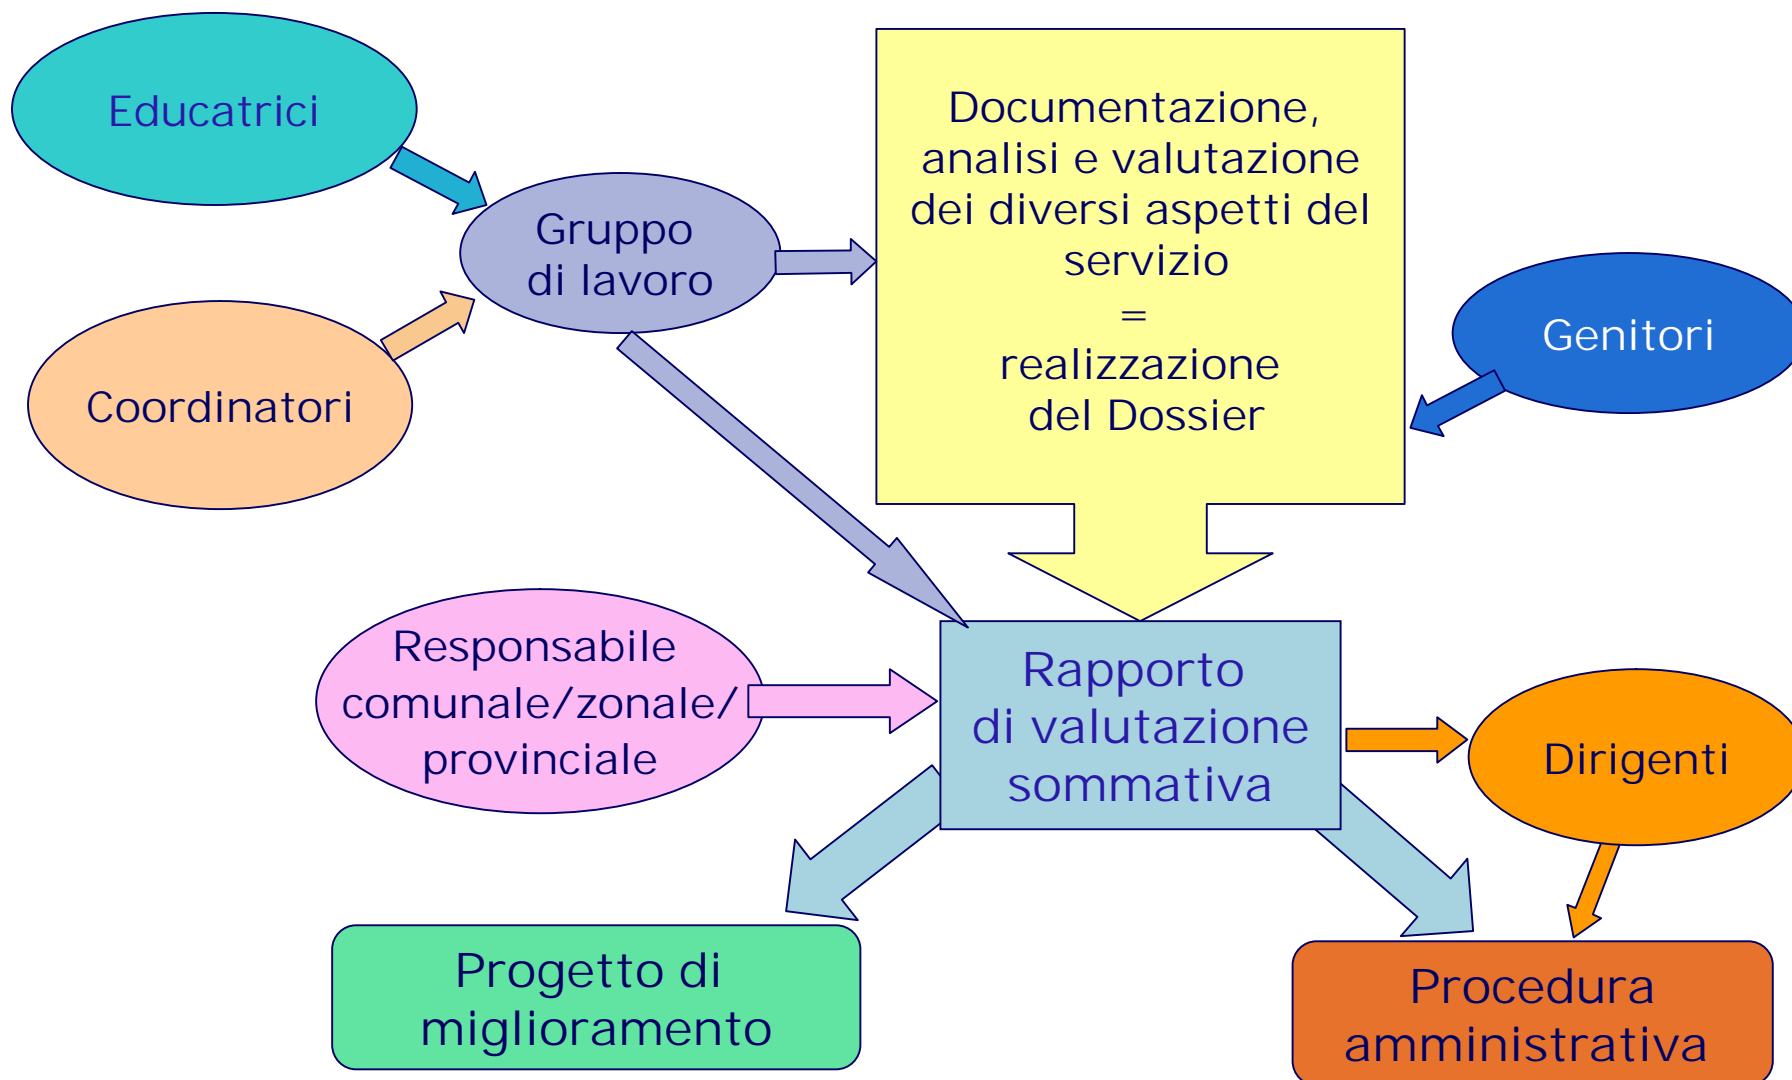 Educatrici
Coordinatori
Gruppo
di lavoro
Documentazione,
analisi e valutazione
dei diversi aspetti del
servizio
=
realizzazione
del Dossier
Genitori
Responsabile
comunale/zonale/
provinciale
Rapporto
di valutazione
sommativa
Dirigenti
Progetto di
miglioramento
Procedura
amministrativa